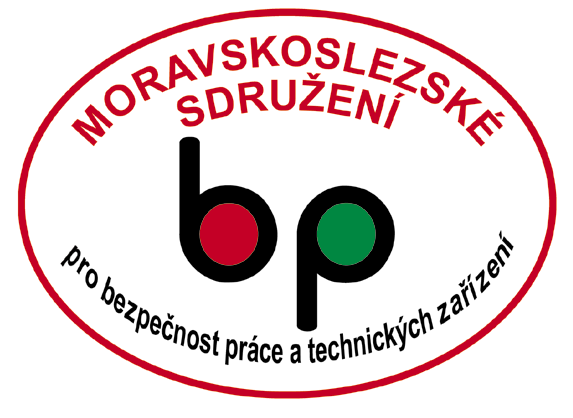 MORAVSKOSLEZSKÉ
SDRUŽENÍ
bp
pro bezpečnost práce a technických zařízení